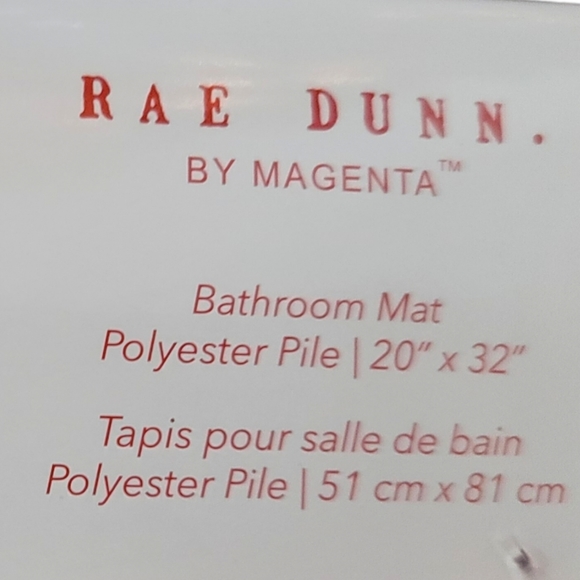 RAE DUNN.
BY MAGENTA™
Bathroom Mat
Polyester Pile | 20" x 32"
Tapis pour salle de bain
Polyester Pile | 51 cm x 81 cm